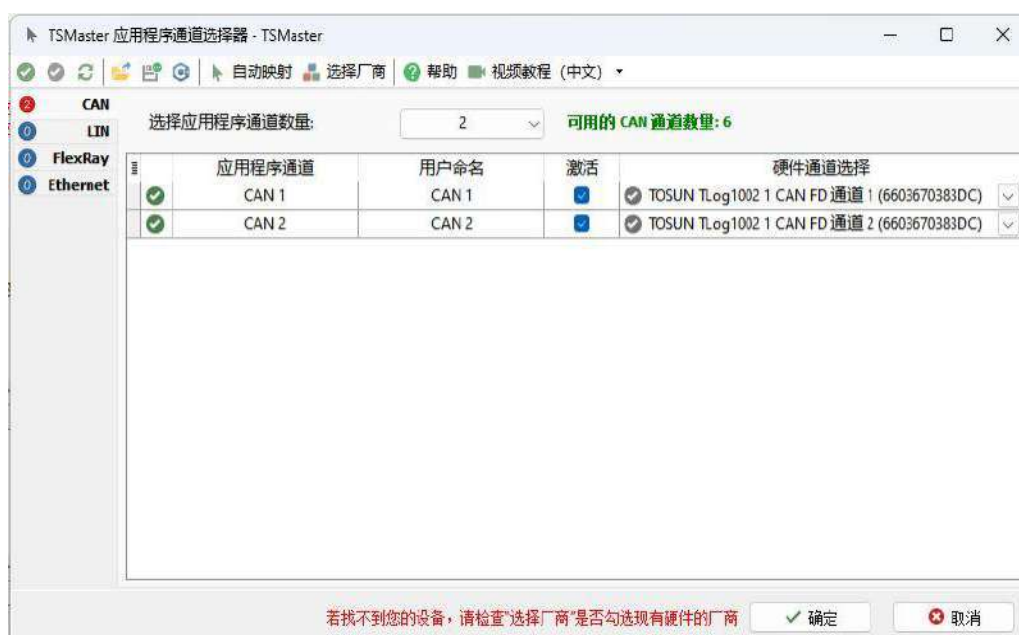 TSMaster 应用程序通道选择器 - TSMaster
自动映射 选择厂商 帮助 视频教程 (中文)
2 CAN
0 LIN
0 FlexRay
0 Ethernet
选择应用程序通道数量: 2 可用的 CAN 通道数量: 6
应用程序通道 用户命名 激活 硬件通道选择
CAN 1 CAN 1 TOSUN TLog1002 1 CAN FD 通道 1 (6603670383DC)
CAN 2 CAN 2 TOSUN TLog1002 1 CAN FD 通道 2 (6603670383DC)
若找不到您的设备，请检查"选择厂商"是否勾选现有硬件的厂商 确定 取消